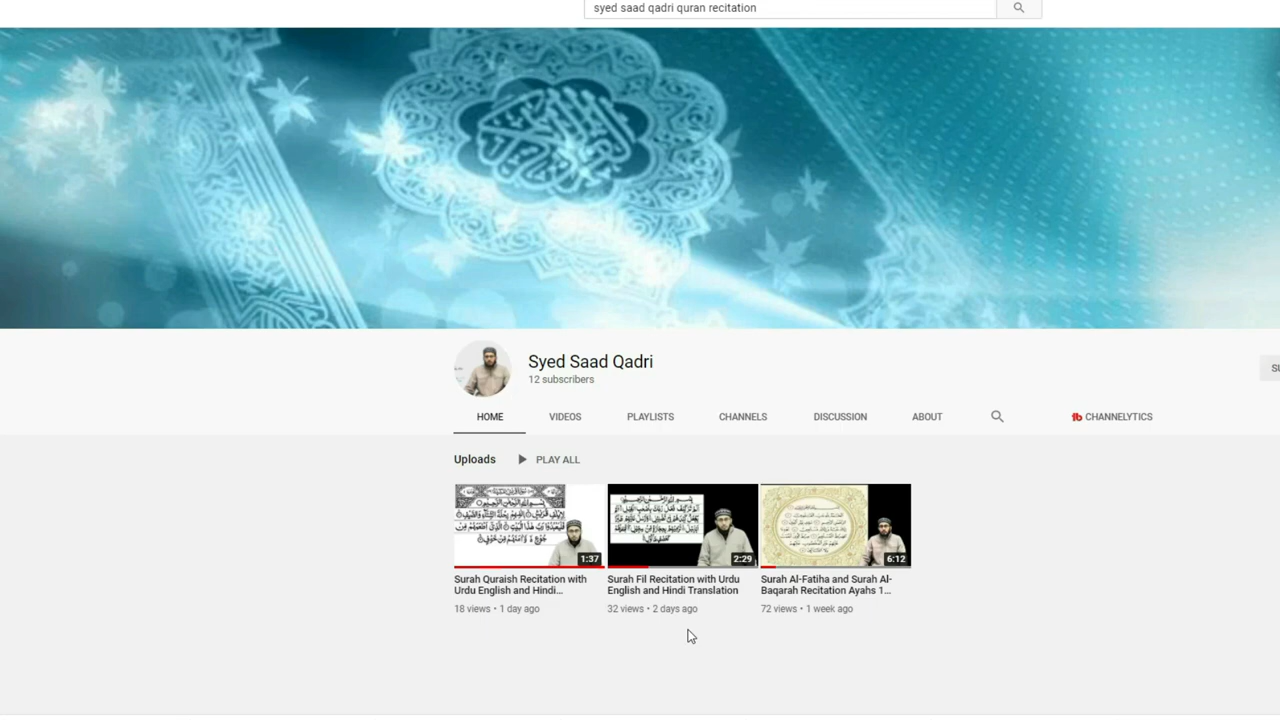 syed saad qadri quran recitation
Syed Saad Qadri
12 subscribers
HOME VIDEOS PLAYLISTS CHANNELS DISCUSSION ABOUT CHANNELYTICS
Uploads PLAY ALL
1:37 2:29 6:12
Surah Quraish Recitation with
Urdu English and Hindi...
18 views • 1 day ago
Surah Fil Recitation with Urdu
English and Hindi Translation
32 views • 2 days ago
Surah Al-Fatiha and Surah Al-
Baqarah Recitation Ayahs 1...
72 views • 1 week ago